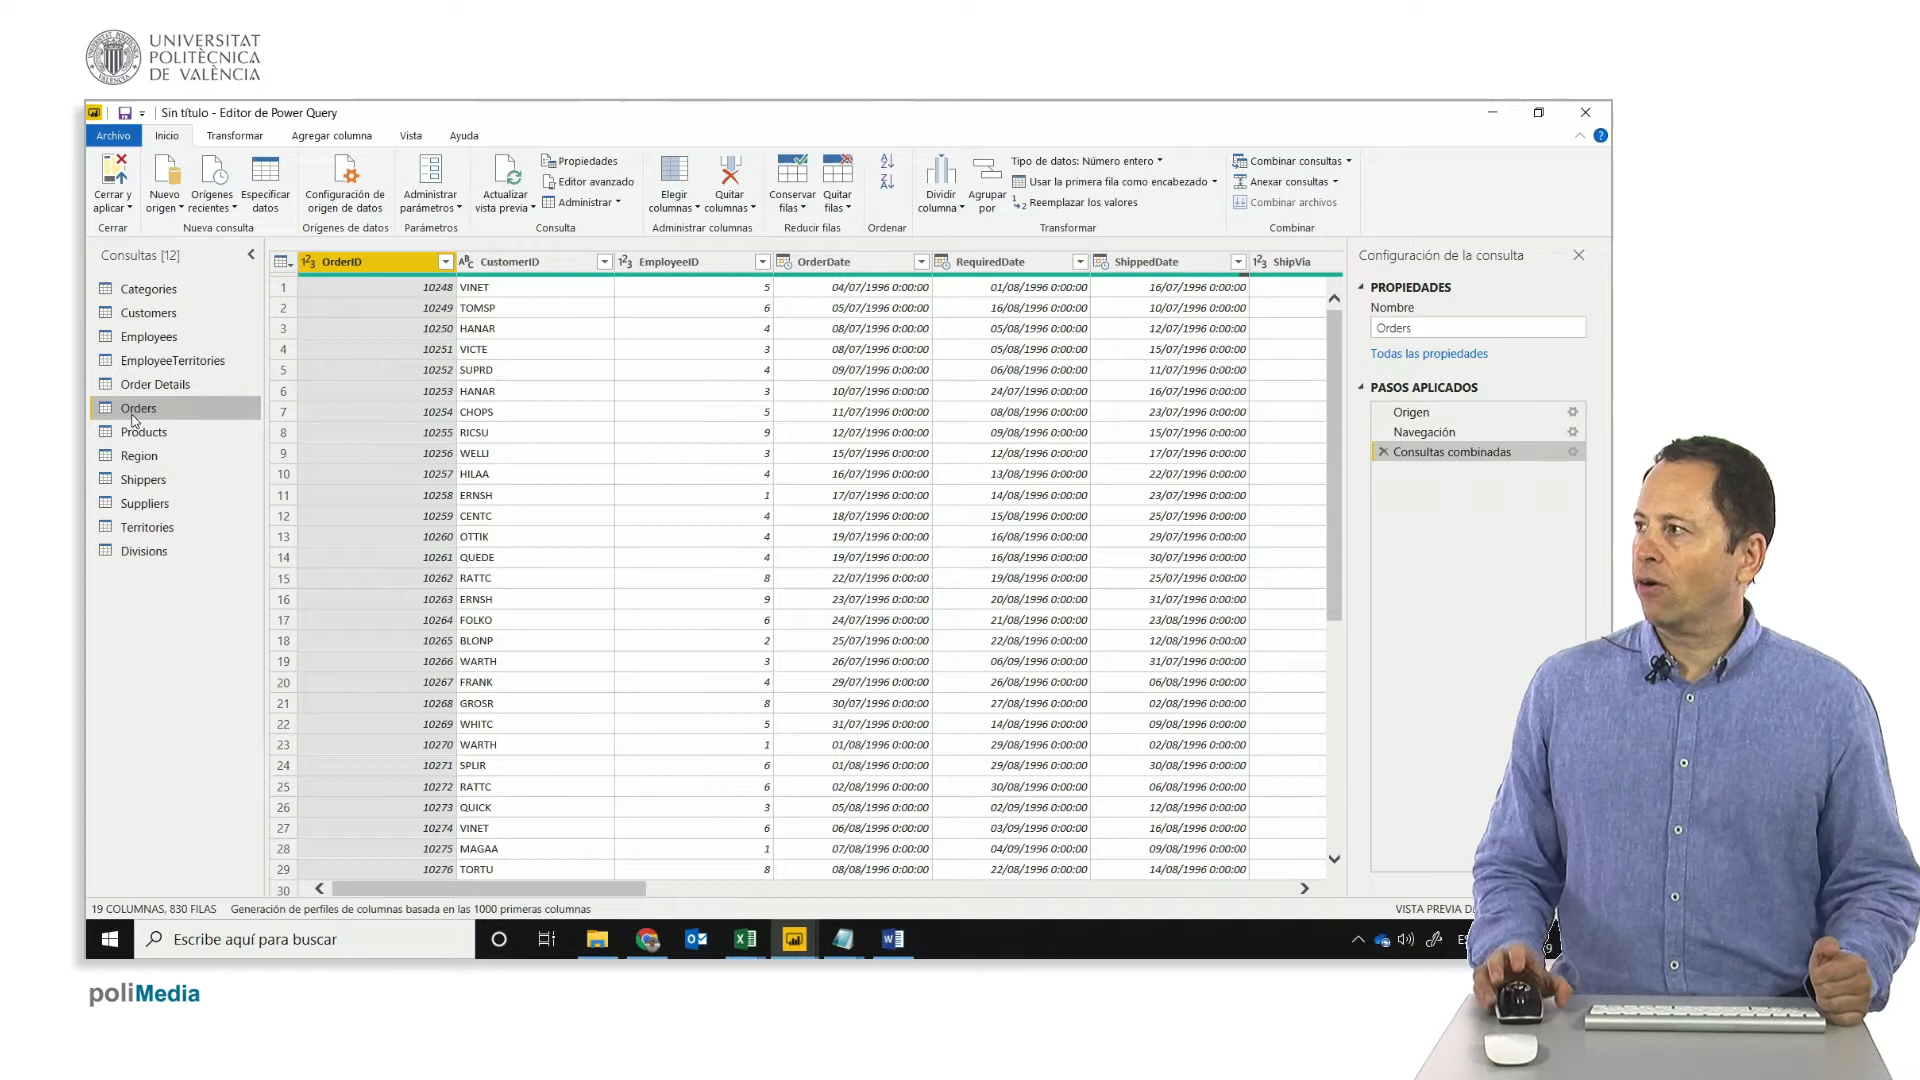 UNIVERSITAT
POLITÈCNICA
DE VALÈNCIA
Sin título - Editor de Power Query
Archivo Inicio Transformar Agregar columna Vista Ayuda
Cerrar y aplicar
Nuevo origen
Orígenes recientes
Especificar datos
Configuración de origen de datos
Administrar parámetros
Actualizar vista previa
Propiedades
Editor avanzado
Administrar
Elegir columnas
Quitar columnas
Conservar filas
Quitar filas
Dividir columna
Agrupar por
Tipo de datos: Número entero
Usar la primera fila como encabezado
Reemplazar los valores
Combinar consultas
Anexar consultas
Combinar archivos
Cerrar Nueva consulta Orígenes de datos Parámetros Consulta Administrar columnas Reducir filas Ordenar Transformar Combinar
Consultas [12]
Categories
Customers
Employees
EmployeeTerritories
Order Details
Orders
Products
Region
Shippers
Suppliers
Territories
Divisions
OrderID CustomerID EmployeeID OrderDate RequiredDate ShippedDate ShipVia
1 10248 VINET 5 04/07/1996 0:00:00 01/08/1996 0:00:00 16/07/1996 0:00:00
2 10249 TOMSP 6 05/07/1996 0:00:00 16/08/1996 0:00:00 10/07/1996 0:00:00
3 10250 HANAR 4 08/07/1996 0:00:00 05/08/1996 0:00:00 12/07/1996 0:00:00
4 10251 VICTE 3 08/07/1996 0:00:00 05/08/1996 0:00:00 15/07/1996 0:00:00
5 10252 SUPRD 4 09/07/1996 0:00:00 06/08/1996 0:00:00 11/07/1996 0:00:00
6 10253 HANAR 3 10/07/1996 0:00:00 24/07/1996 0:00:00 16/07/1996 0:00:00
7 10254 CHOPS 5 11/07/1996 0:00:00 08/08/1996 0:00:00 23/07/1996 0:00:00
8 10255 RICSU 9 12/07/1996 0:00:00 09/08/1996 0:00:00 15/07/1996 0:00:00
9 10256 WELLI 3 15/07/1996 0:00:00 12/08/1996 0:00:00 17/07/1996 0:00:00
10 10257 HILAA 4 16/07/1996 0:00:00 13/08/1996 0:00:00 22/07/1996 0:00:00
11 10258 ERNSH 1 17/07/1996 0:00:00 14/08/1996 0:00:00 23/07/1996 0:00:00
12 10259 CENTC 4 18/07/1996 0:00:00 15/08/1996 0:00:00 25/07/1996 0:00:00
13 10260 OTTIK 4 19/07/1996 0:00:00 16/08/1996 0:00:00 29/07/1996 0:00:00
14 10261 QUEDE 4 19/07/1996 0:00:00 16/08/1996 0:00:00 30/07/1996 0:00:00
15 10262 RATTC 8 22/07/1996 0:00:00 19/08/1996 0:00:00 25/07/1996 0:00:00
16 10263 ERNSH 9 23/07/1996 0:00:00 20/08/1996 0:00:00 31/07/1996 0:00:00
17 10264 FOLKO 6 24/07/1996 0:00:00 21/08/1996 0:00:00 23/08/1996 0:00:00
18 10265 BLONP 2 25/07/1996 0:00:00 22/08/1996 0:00:00 12/08/1996 0:00:00
19 10266 WARTH 3 26/07/1996 0:00:00 06/09/1996 0:00:00 31/07/1996 0:00:00
20 10267 FRANK 4 29/07/1996 0:00:00 26/08/1996 0:00:00 06/08/1996 0:00:00
21 10268 GROSR 8 30/07/1996 0:00:00 27/08/1996 0:00:00 02/08/1996 0:00:00
22 10269 WHITC 5 31/07/1996 0:00:00 14/08/1996 0:00:00 09/08/1996 0:00:00
23 10270 WARTH 1 01/08/1996 0:00:00 29/08/1996 0:00:00 02/08/1996 0:00:00
24 10271 SPLIR 6 01/08/1996 0:00:00 29/08/1996 0:00:00 30/08/1996 0:00:00
25 10272 RATTC 6 02/08/1996 0:00:00 30/08/1996 0:00:00 06/08/1996 0:00:00
26 10273 QUICK 3 05/08/1996 0:00:00 02/09/1996 0:00:00 12/08/1996 0:00:00
27 10274 VINET 6 06/08/1996 0:00:00 03/09/1996 0:00:00 16/08/1996 0:00:00
28 10275 MAGAA 1 07/08/1996 0:00:00 04/09/1996 0:00:00 09/08/1996 0:00:00
29 10276 TORTU 8 08/08/1996 0:00:00 22/08/1996 0:00:00 14/08/1996 0:00:00
30
Configuración de la consulta
PROPIEDADES
Nombre
Orders
Todas las propiedades
PASOS APLICADOS
Origen
Navegación
Consultas combinadas
19 COLUMNS, 830 FILAS Generación de perfiles de columnas basada en las 1000 primeras columnas
VISTA PREVIA
Escribe aquí para buscar
poliMedia